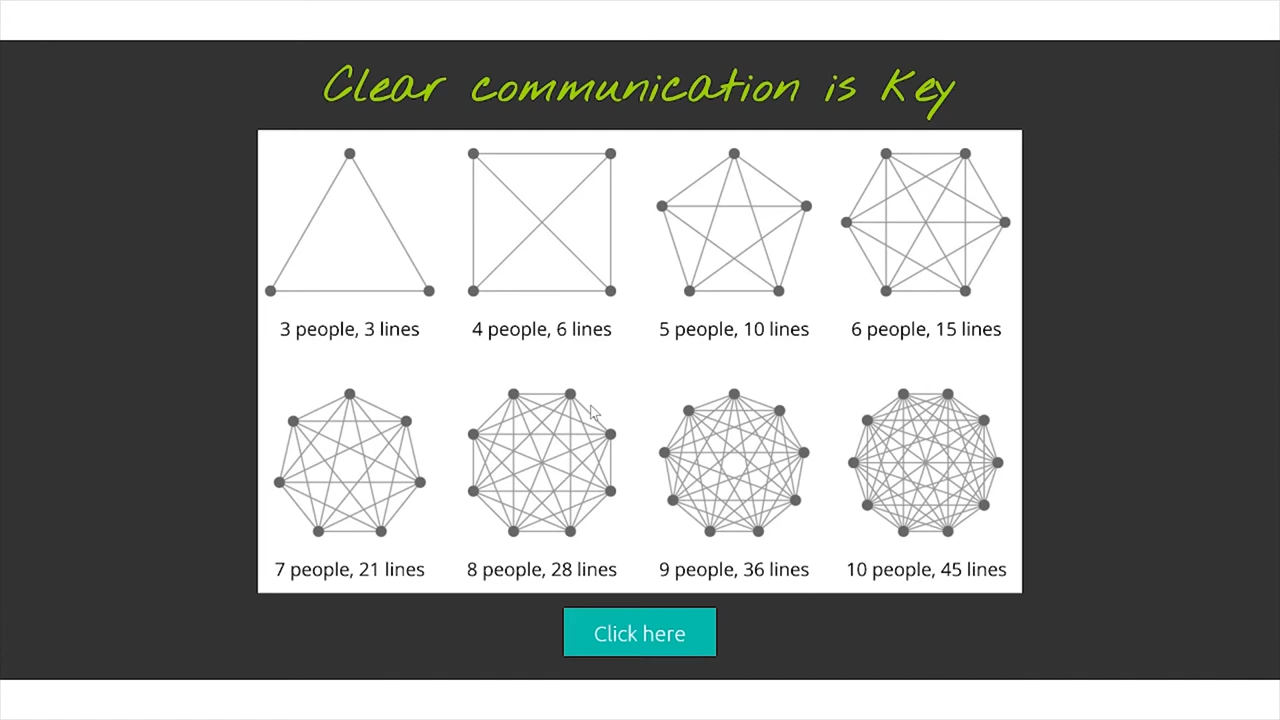 Clear communication is Key
3 people, 3 lines
4 people, 6 lines
5 people, 10 lines
6 people, 15 lines
7 people, 21 lines
8 people, 28 lines
9 people, 36 lines
10 people, 45 lines
Click here